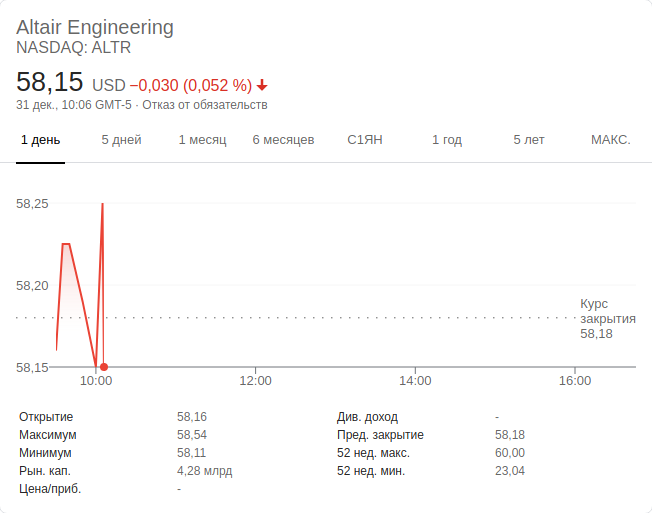 Altair Engineering
NASDAQ: ALTR
58,15 USD −0,030 (0,052 %)
31 дек., 10:06 GMT-5 · Отказ от обязательств
1 день 5 дней 1 месяц 6 месяцев С1ЯН 1 год 5 лет МАКС.
58,25
58,20
Курс
закрытия
58,18
58,15
10:00 12:00 14:00 16:00
Открытие 58,16 Див. доход -
Максимум 58,54 Пред. закрытие 58,18
Минимум 58,11 52 нед. макс. 60,00
Рын. кап. 4,28 млрд 52 нед. мин. 23,04
Цена/приб. -